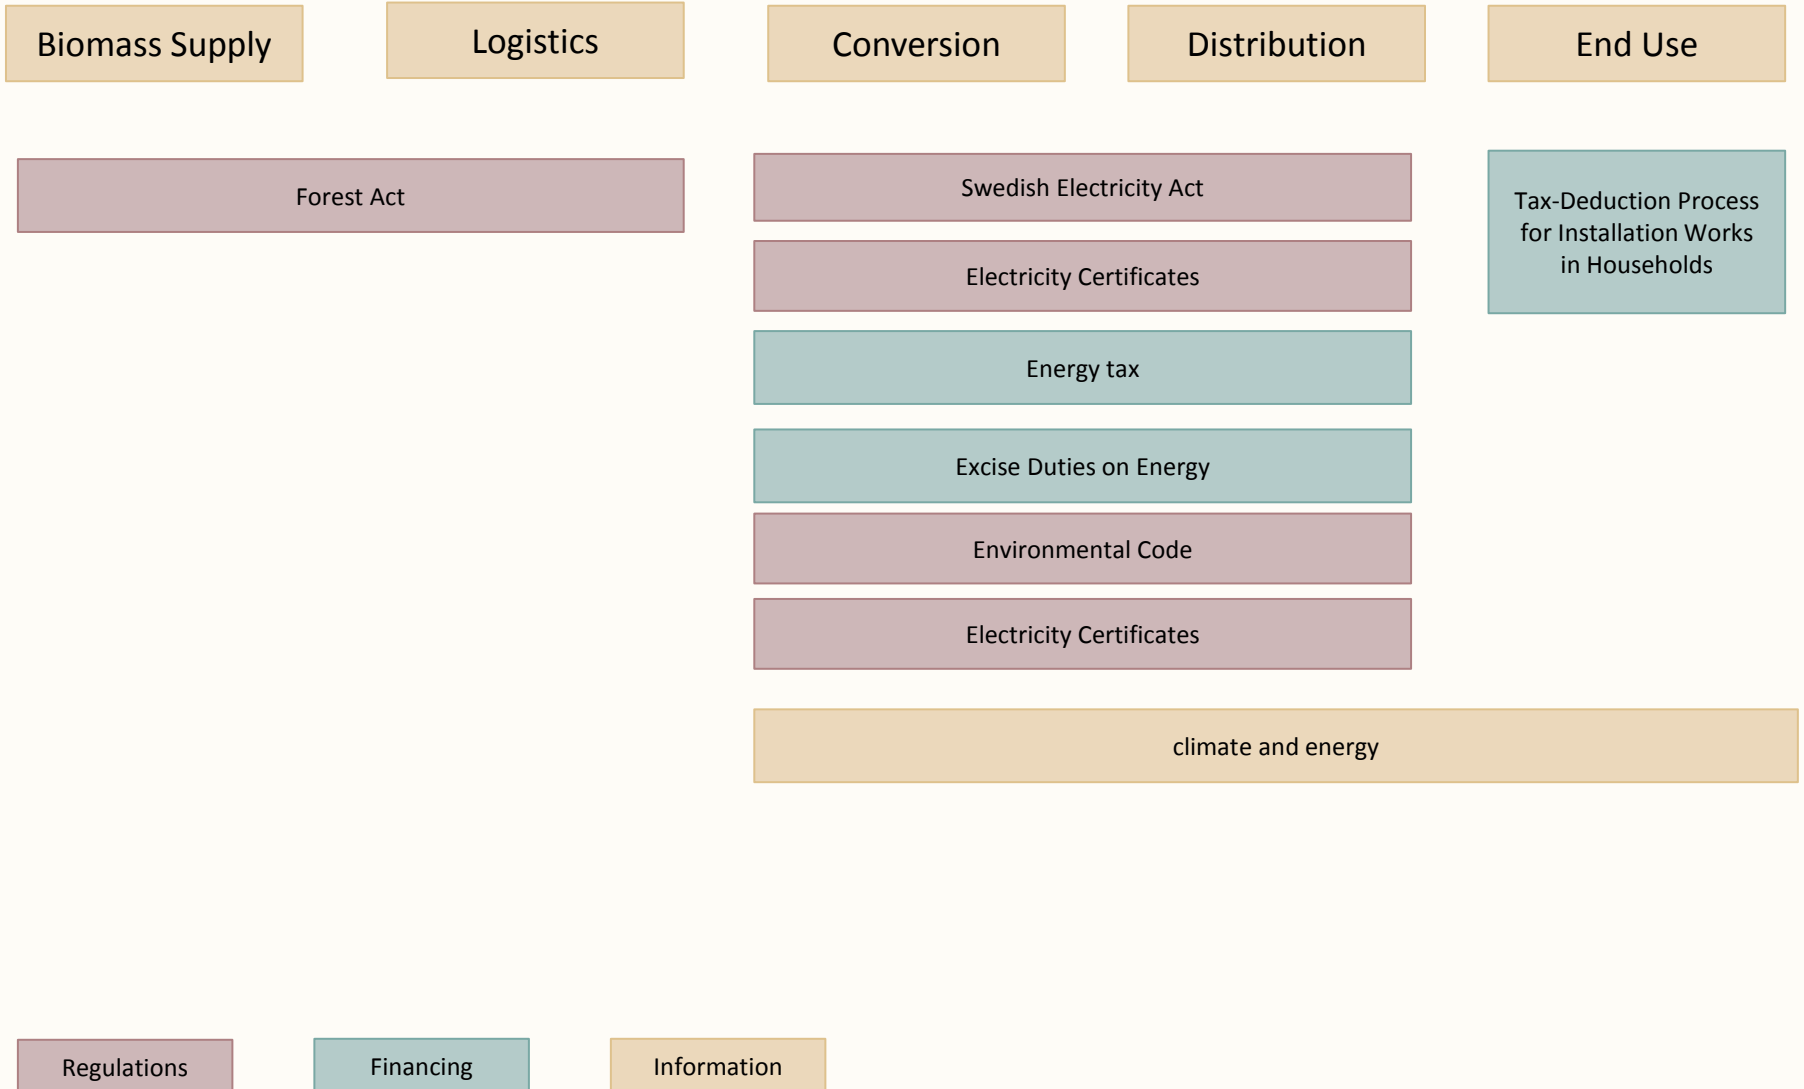 Biomass Supply
Logistics
Conversion
Distribution
End Use
Forest Act
Swedish Electricity Act
Tax-Deduction Process
for Installation Works
in Households
Electricity Certificates
Energy tax
Excise Duties on Energy
Environmental Code
Electricity Certificates
climate and energy
Regulations
Financing
Information